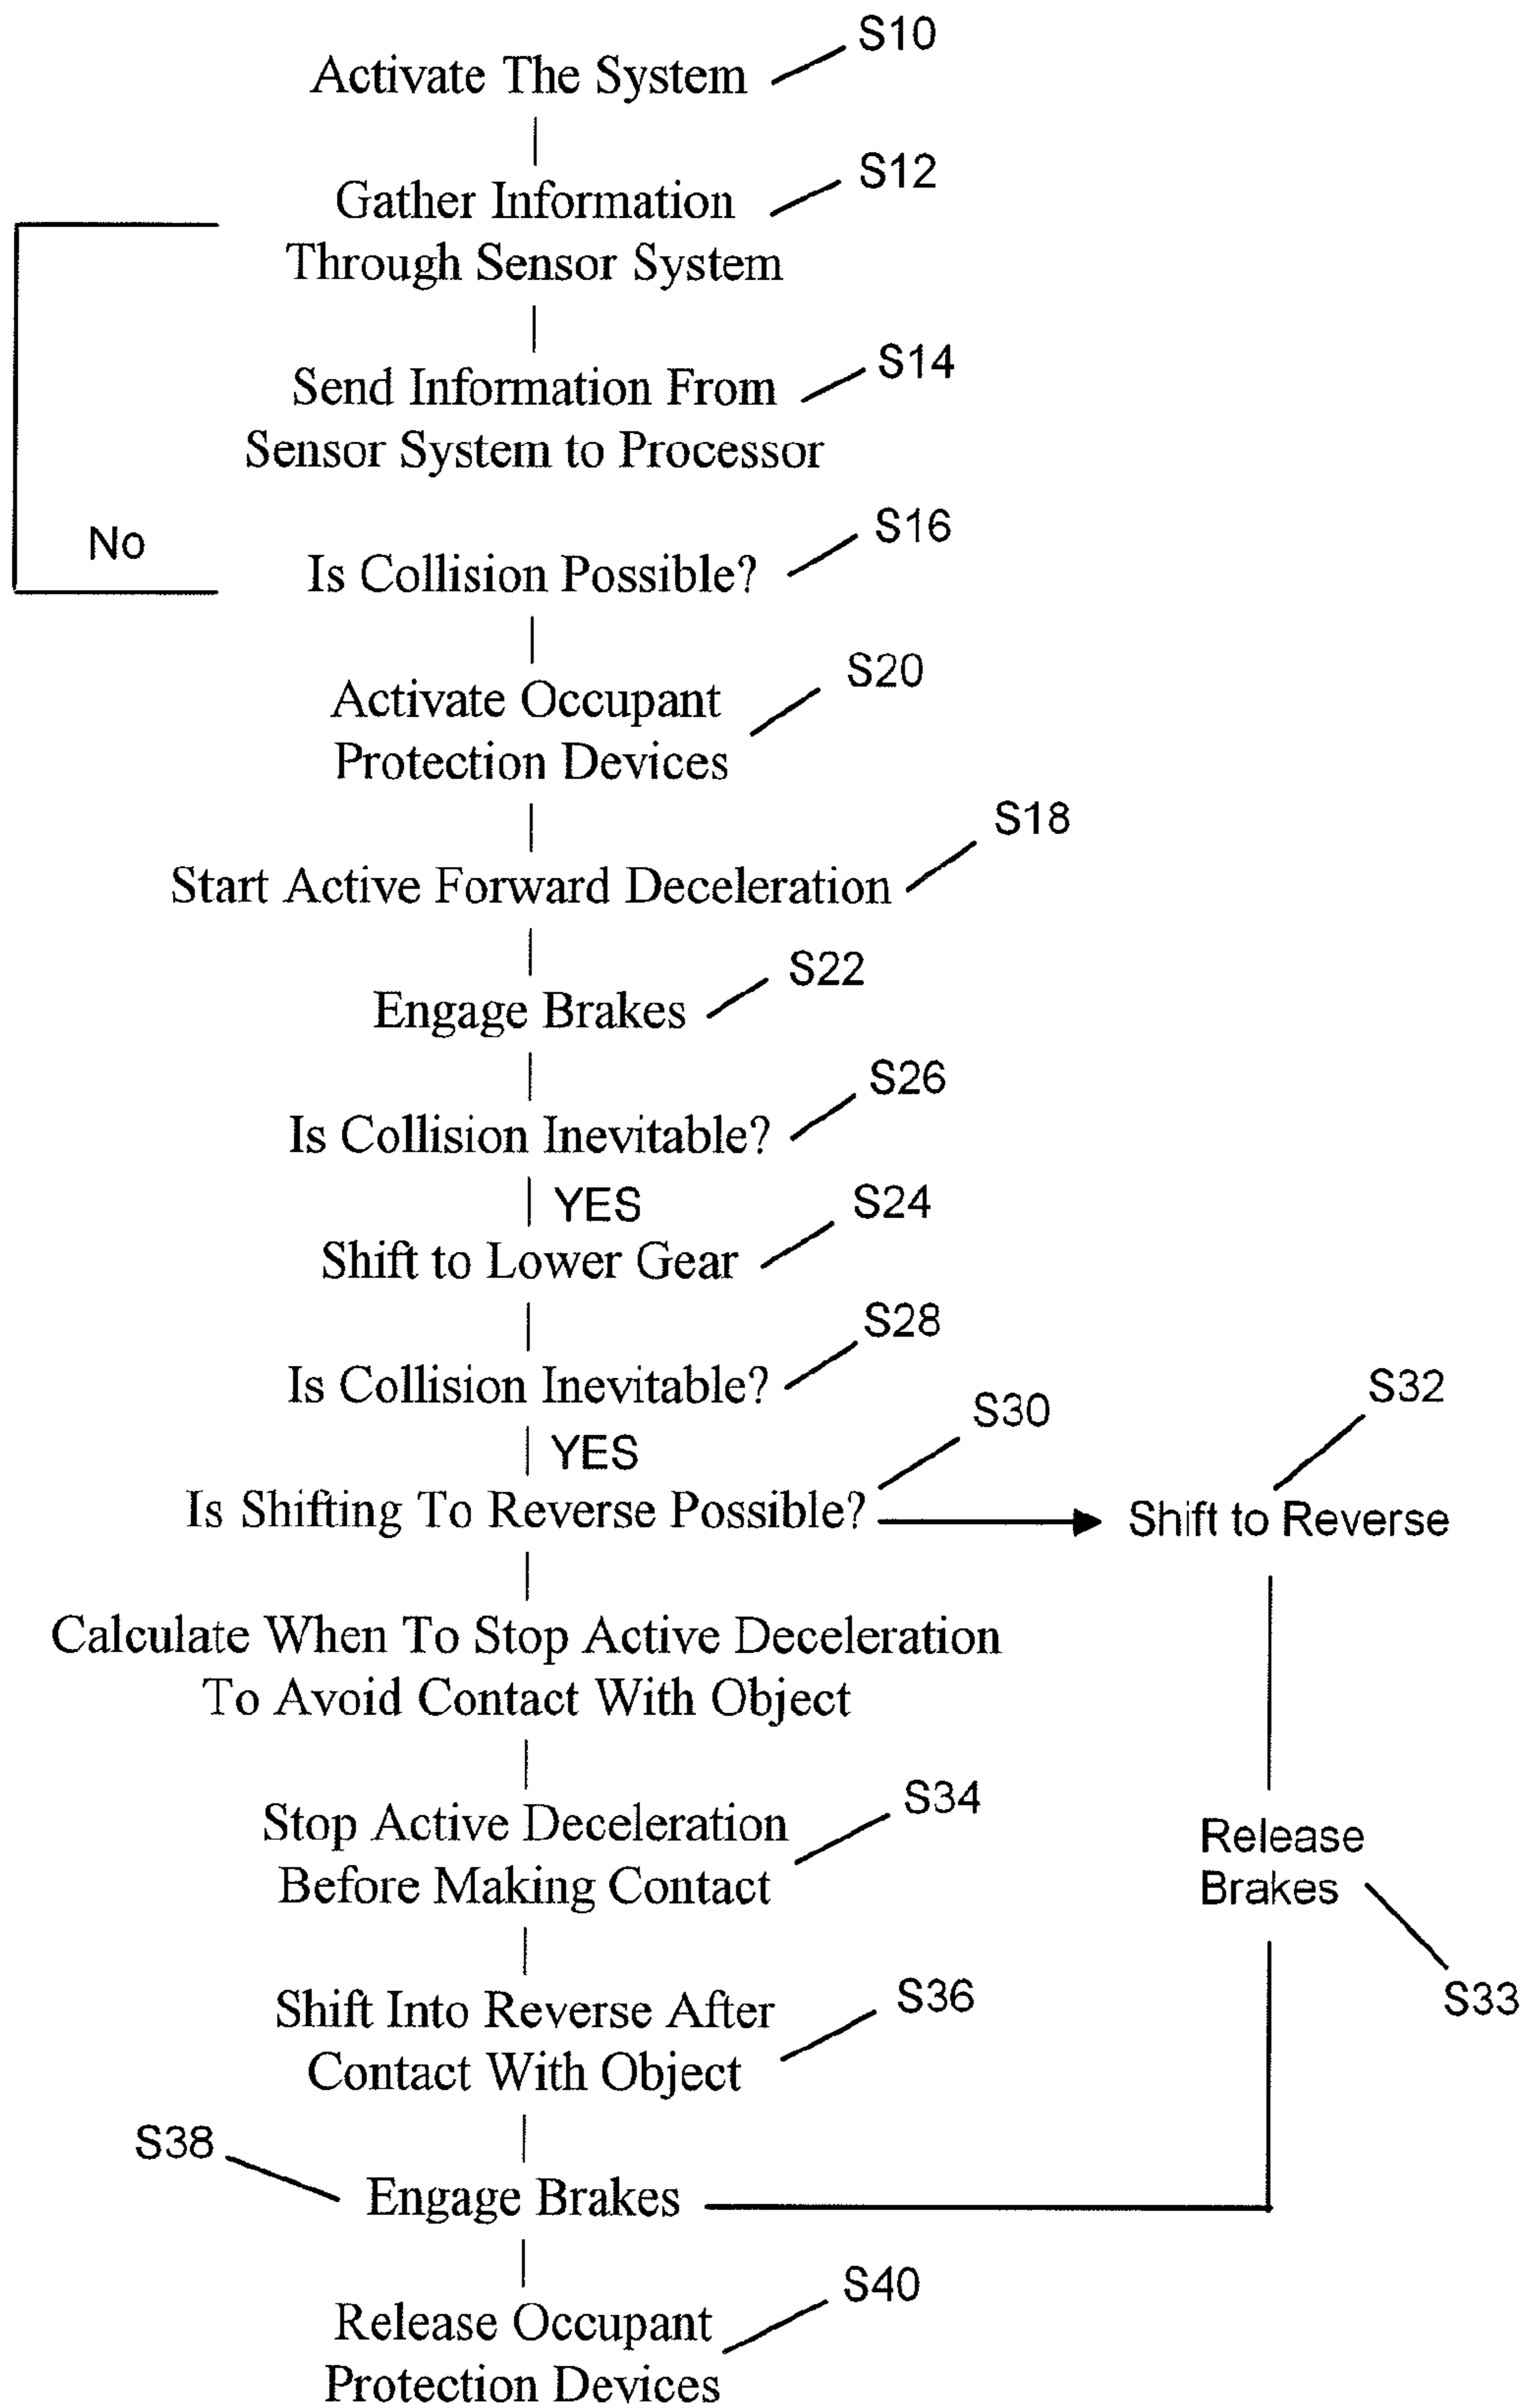 S10
Activate The System
S12
Gather Information
Through Sensor System
S14
Send Information From
Sensor System to Processor
No
S16
Is Collision Possible?
S20
Activate Occupant
Protection Devices
S18
Start Active Forward Deceleration
S22
Engage Brakes
S26
Is Collision Inevitable?
YES
S24
Shift to Lower Gear
S28
Is Collision Inevitable?
YES
S30
Is Shifting To Reverse Possible?
S32
Shift to Reverse
Calculate When To Stop Active Deceleration
To Avoid Contact With Object
S34
Stop Active Deceleration
Before Making Contact
Release
Brakes
S33
S36
Shift Into Reverse After
Contact With Object
S38
Engage Brakes
S40
Release Occupant
Protection Devices